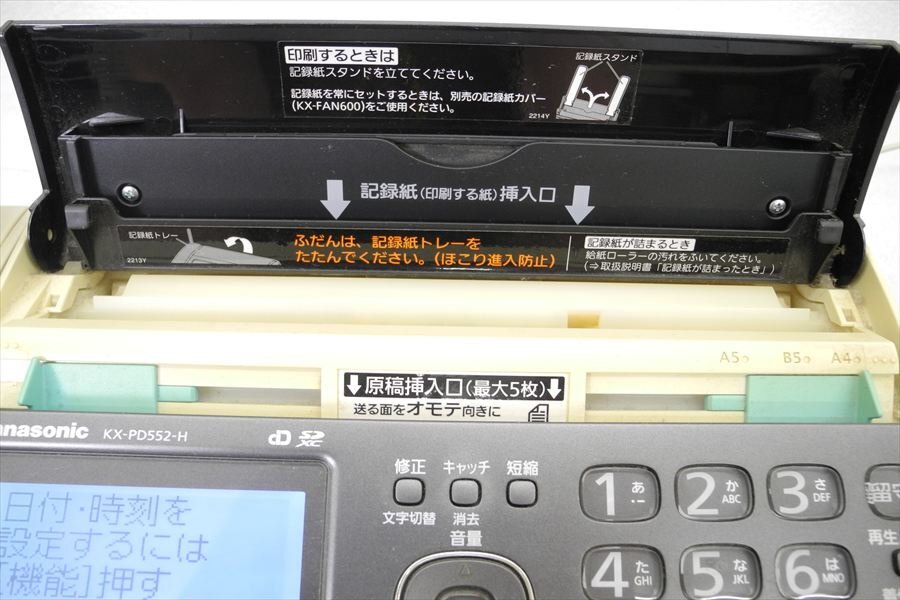 印刷するときは
記録紙スタンドを立ててください。
記録紙を常にセットするときは、別売の記録紙カバー
(KX-FAN600)をご使用ください。
記録紙スタンド
2214Y
記録紙(印刷する紙)挿入口
記録紙トレー
2213Y
ふだんは、記録紙トレーを
たたんでください。(ほこり進入防止)
記録紙が詰まるとき
給紙ローラーの汚れをふいてください。
(⇒取扱説明書「記録紙が詰まったとき」)
A5 B5 A4
原稿挿入口(最大5枚)
送る面をオモテ向きに
Panasonic KX-PD552-H
SD XC
日付・時刻を
設定するには
[機能]押す
修正 キャッチ 短縮
文字切替 消去
音量
1 あ .-
2 か ABC
3 さ DEF
留守
再生
4 た GHI
5 な JKL
6 は MNO